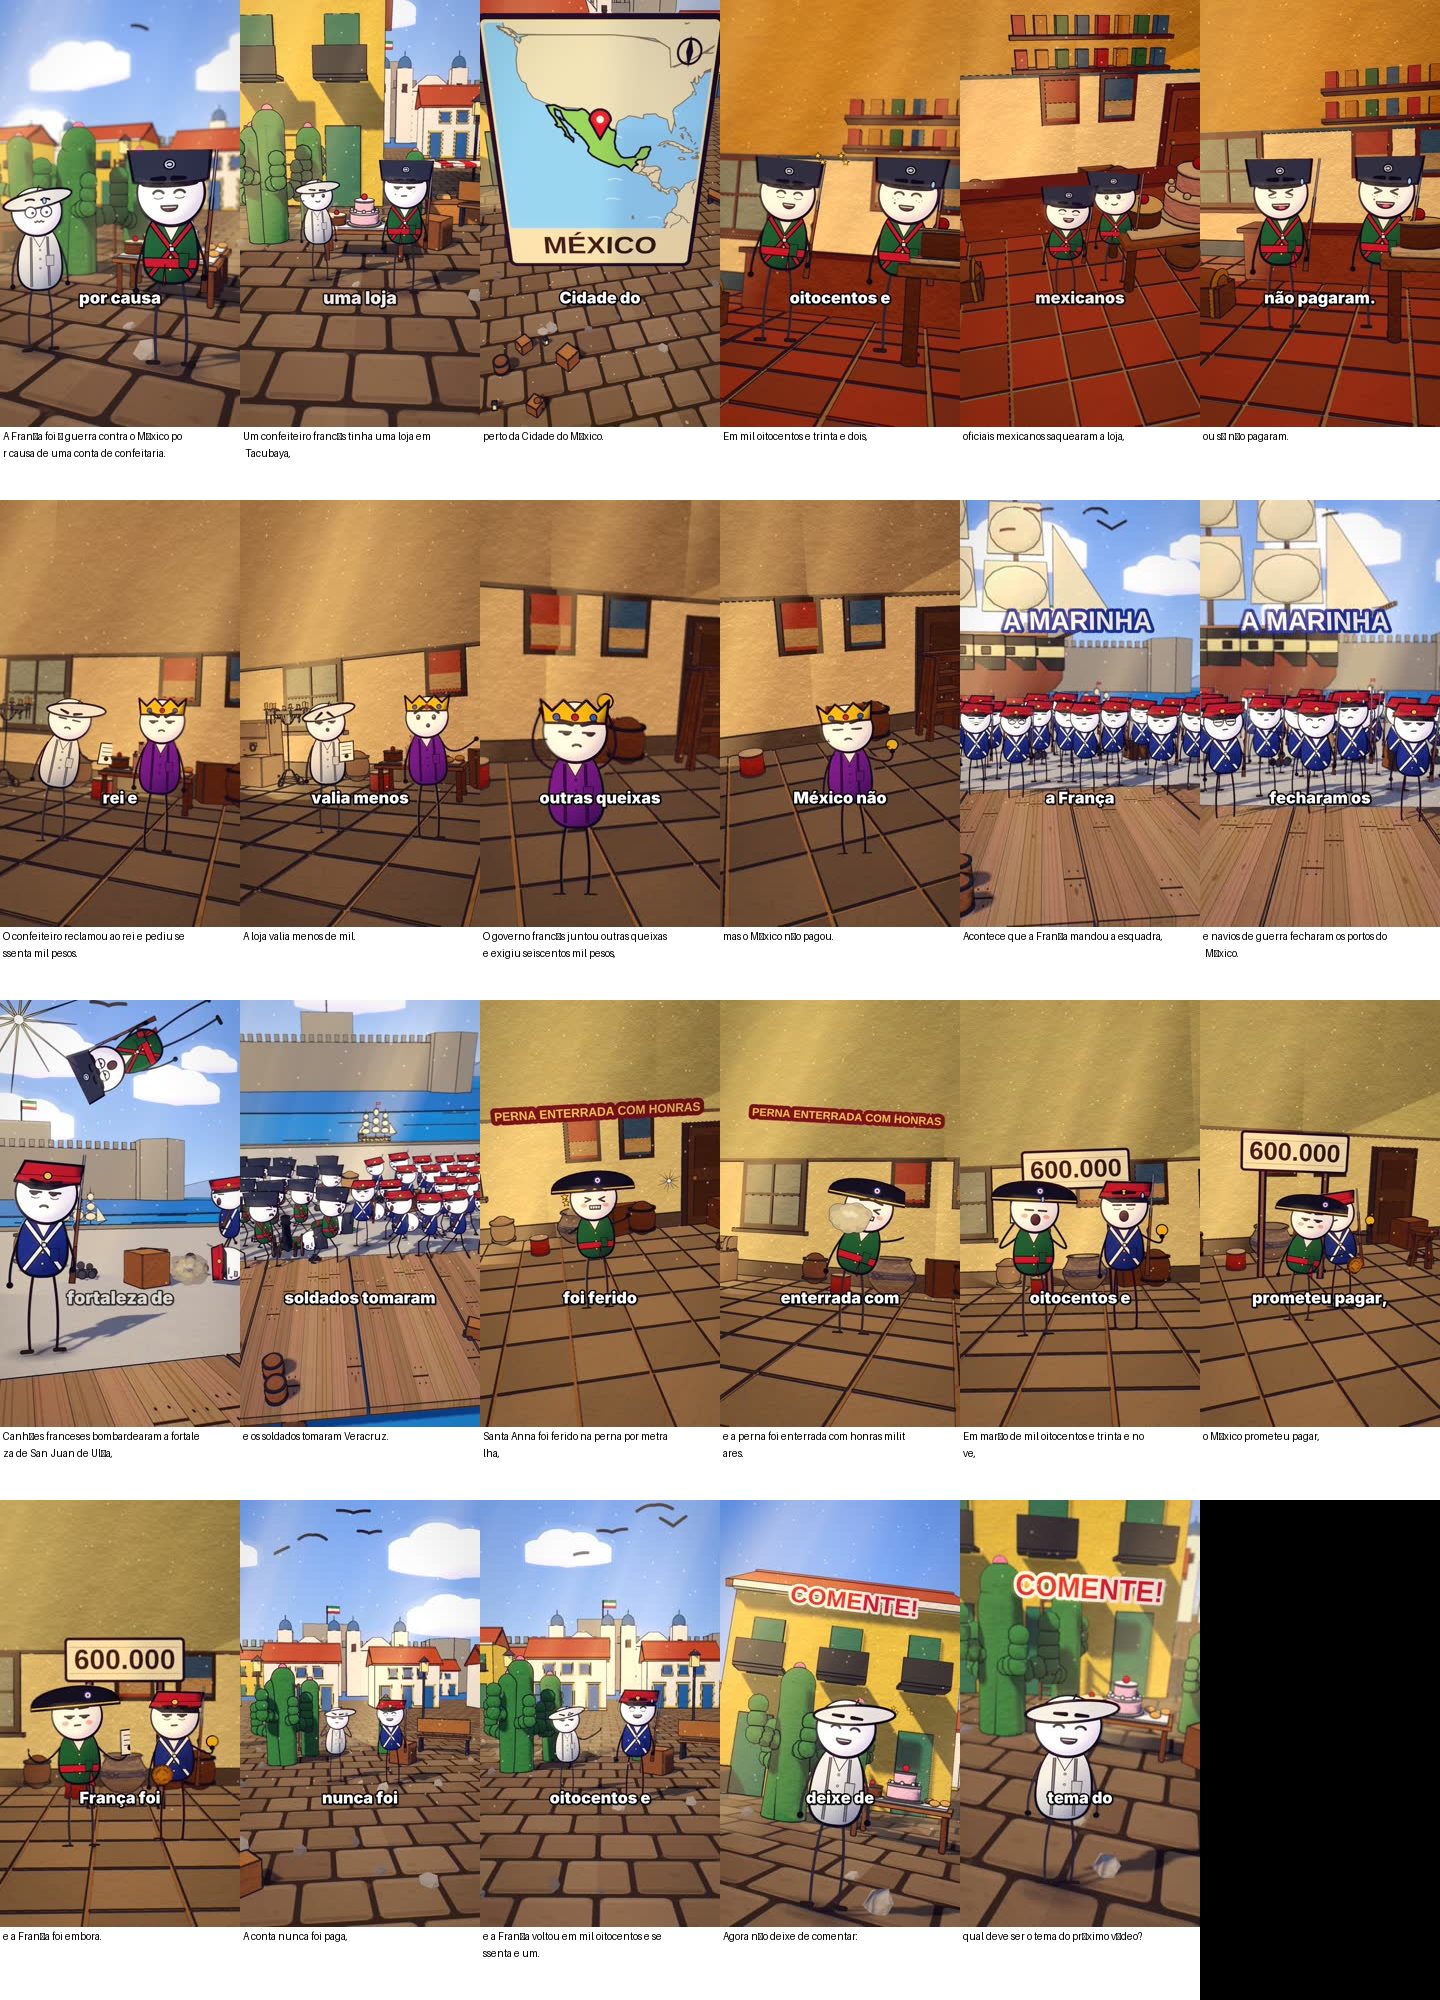 por causa
A Fran□a foi □ guerra contra o M□xico po
r causa de uma conta de confeitaria.
uma loja
Um confeiteiro franc□s tinha uma loja em
Tacubaya,
MÉXICO
Cidade do
perto da Cidade do M□xico.
oitocentos e
Em mil oitocentos e trinta e dois,
mexicanos
oficiais mexicanos saquearam a loja,
não pagaram.
ou s□ n□o pagaram.
rei e
O confeiteiro reclamou ao rei e pediu se
ssenta mil pesos.
valia menos
A loja valia menos de mil.
outras queixas
O governo franc□s juntou outras queixas
e exigiu seiscentos mil pesos,
México não
mas o M□xico n□o pagou.
A MARINHA
a França
Acontece que a Fran□a mandou a esquadra,
A MARINHA
fecharam os
e navios de guerra fecharam os portos do
M□xico.
fortaleza de
Canh□es franceses bombardearam a fortale
za de San Juan de Ul□a,
soldados tomaram
e os soldados tomaram Veracruz.
PERNA ENTERRADA COM HONRAS
foi ferido
Santa Anna foi ferido na perna por metra
lha,
PERNA ENTERRADA COM HONRAS
enterrada com
e a perna foi enterrada com honras milit
ares.
600.000
oitocentos e
Em mar□o de mil oitocentos e trinta e no
ve,
600.000
prometeu pagar,
o M□xico prometeu pagar,
600.000
França foi
e a Fran□a foi embora.
nunca foi
A conta nunca foi paga,
oitocentos e
e a Fran□a voltou em mil oitocentos e se
ssenta e um.
COMENTE!
deixe de
Agora n□o deixe de comentar:
COMENTE!
tema do
qual deve ser o tema do pr□ximo v□deo?